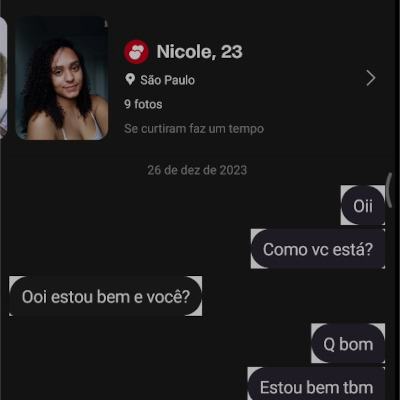 Nicole, 23
São Paulo
9 fotos
Se curtiram faz um tempo
26 de dez de 2023
Oii
Como vc está?
Ooi estou bem e você?
Q bom
Estou bem tbm